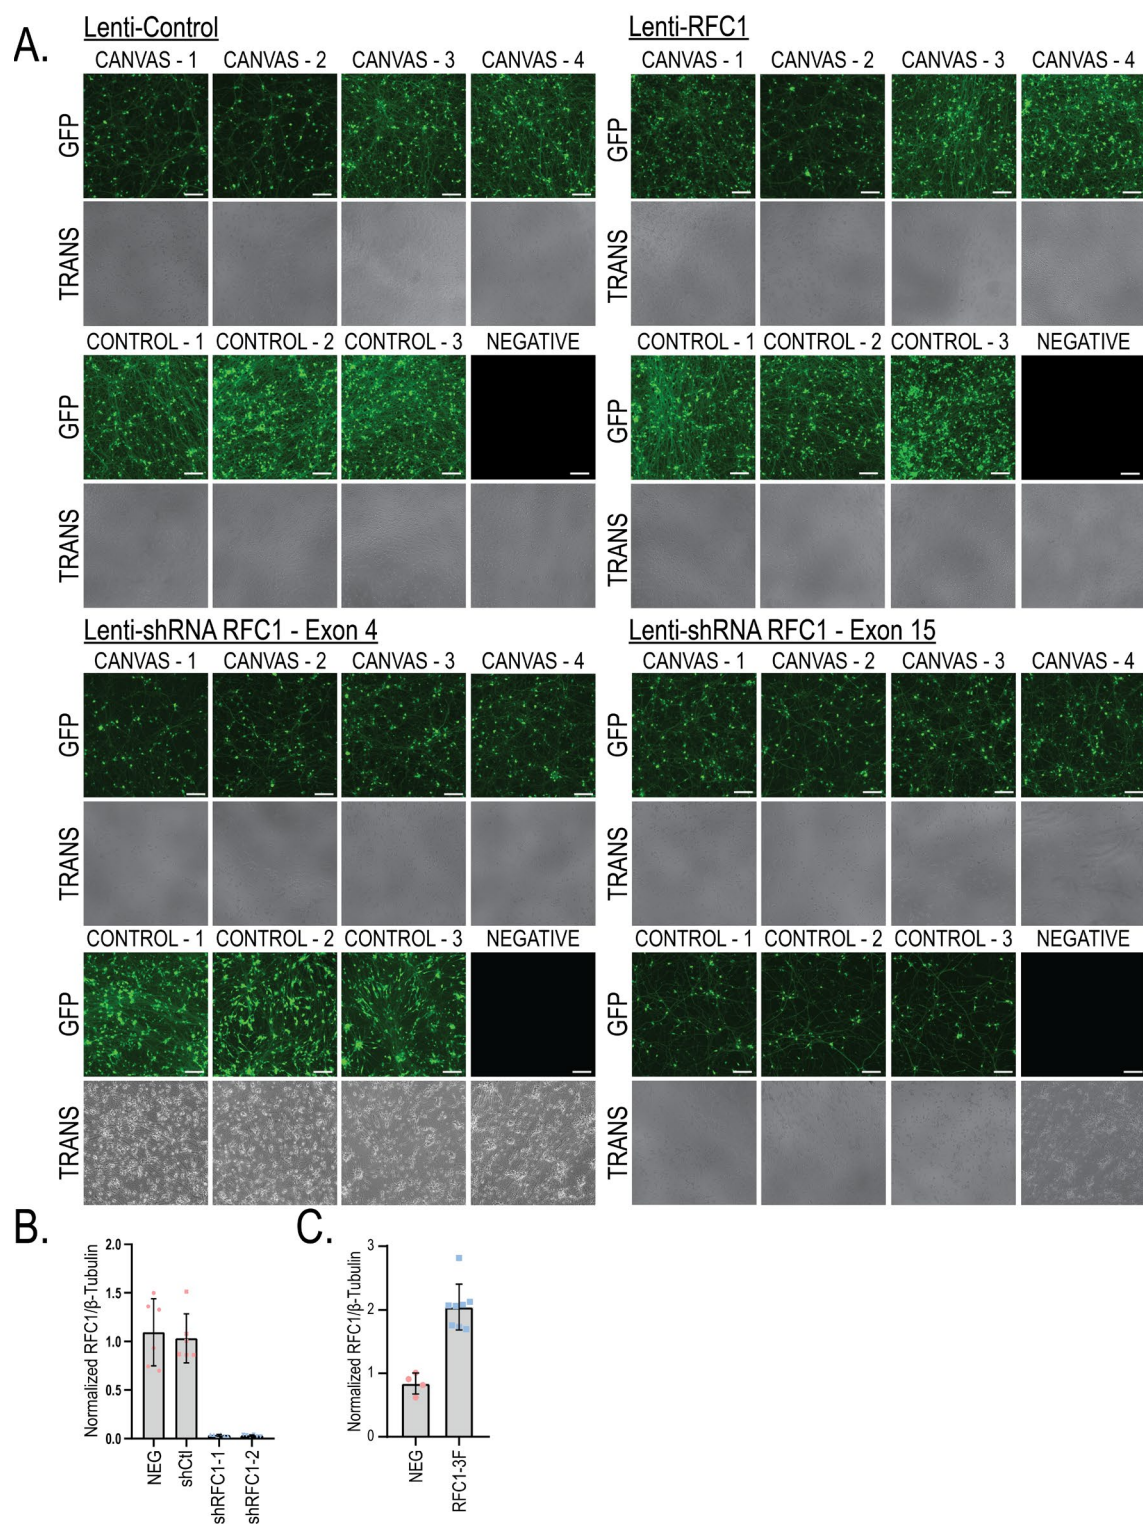 A.
Lenti-Control
CANVAS - 1 CANVAS - 2 CANVAS - 3 CANVAS - 4
GFP
TRANS
CONTROL - 1 CONTROL - 2 CONTROL - 3 NEGATIVE
GFP
TRANS
Lenti-RFC1
CANVAS - 1 CANVAS - 2 CANVAS - 3 CANVAS - 4
GFP
TRANS
CONTROL - 1 CONTROL - 2 CONTROL - 3 NEGATIVE
GFP
TRANS
Lenti-shRNA RFC1 - Exon 4
CANVAS - 1 CANVAS - 2 CANVAS - 3 CANVAS - 4
GFP
TRANS
CONTROL - 1 CONTROL - 2 CONTROL - 3 NEGATIVE
GFP
TRANS
Lenti-shRNA RFC1 - Exon 15
CANVAS - 1 CANVAS - 2 CANVAS - 3 CANVAS - 4
GFP
TRANS
CONTROL - 1 CONTROL - 2 CONTROL - 3 NEGATIVE
GFP
TRANS
B.
Normalized RFC1/β-Tubulin
2.0
1.5
1.0
0.5
0.0
NEG
shCtl
shRFC1-1
shRFC1-2
C.
Normalized RFC1/β-Tubulin
3
2
1
0
NEG
RFC1-3F